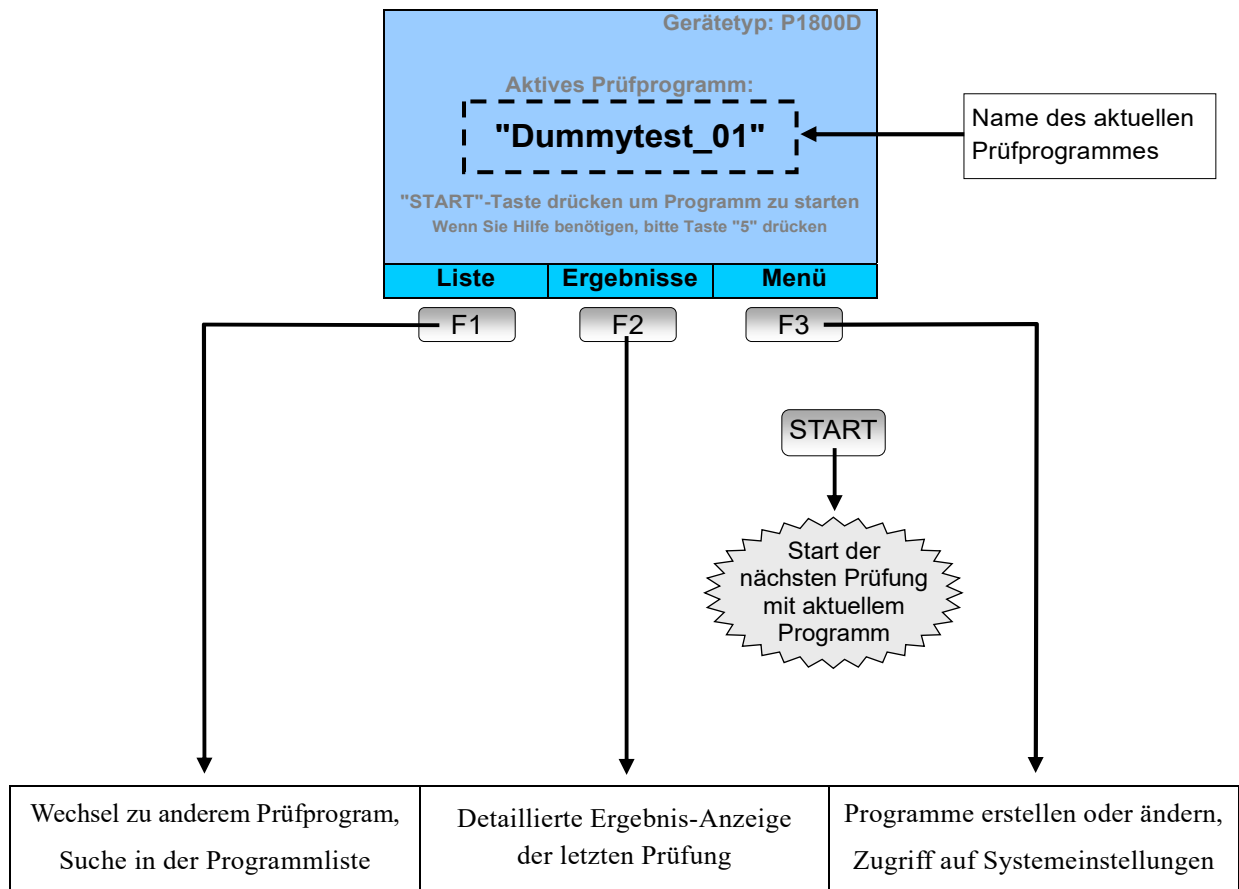 Gerätetyp: P1800D
Aktives Prüfprogramm:
"Dummytest_01"
Name des aktuellen
Prüfprogrammes
"START"-Taste drücken um Programm zu starten
Wenn Sie Hilfe benötigen, bitte Taste "5" drücken
Liste Ergebnisse Menü
F1 F2 F3
START
Start der
nächsten Prüfung
mit aktuellem
Programm
Wechsel zu anderem Prüfprogram,
Suche in der Programmliste
Detaillierte Ergebnis-Anzeige
der letzten Prüfung
Programme erstellen oder ändern,
Zugriff auf Systemeinstellungen